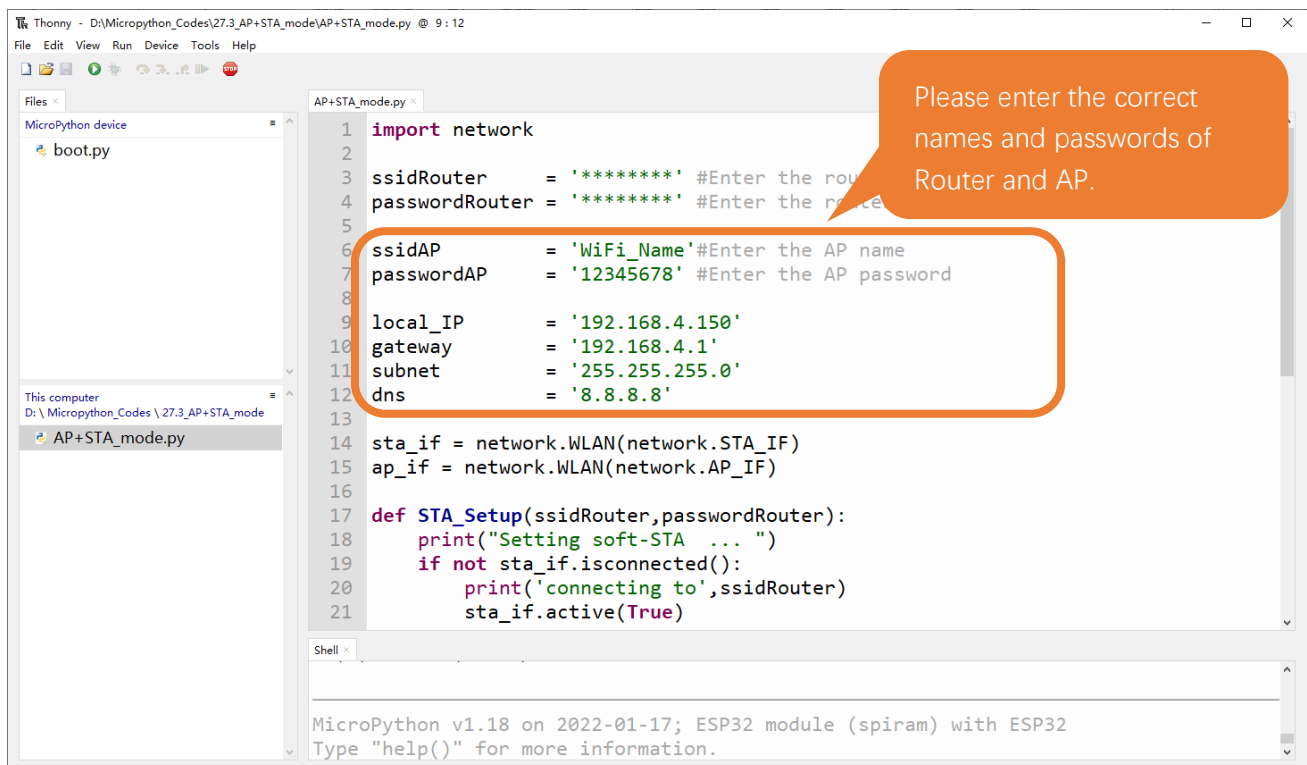 Thonny - D:\Micropython_Codes\27.3_AP+STA_mode\AP+STA_mode.py @ 9:12
File Edit View Run Device Tools Help
STOP
Files
MicroPython device
boot.py
This computer
D: \ Micropython_Codes \ 27.3_AP+STA_mode
AP+STA_mode.py
AP+STA_mode.py
1 import network
2
3 ssidRouter = '********' #Enter the
4 passwordRouter = '********' #Enter the
5
6 ssidAP = 'WiFi_Name'#Enter the AP name
7 passwordAP = '12345678' #Enter the AP password
8
9 local_IP = '192.168.4.150'
10 gateway = '192.168.4.1'
11 subnet = '255.255.255.0'
12 dns = '8.8.8.8'
13
14 sta_if = network.WLAN(network.STA_IF)
15 ap_if = network.WLAN(network.AP_IF)
16
17 def STA_Setup(ssidRouter,passwordRouter):
18 print("Setting soft-STA ... ")
19 if not sta_if.isconnected():
20 print('connecting to',ssidRouter)
21 sta_if.active(True)
Please enter the correct
names and passwords of
Router and AP.
Shell
MicroPython v1.18 on 2022-01-17; ESP32 module (spiram) with ESP32
Type "help()" for more information.